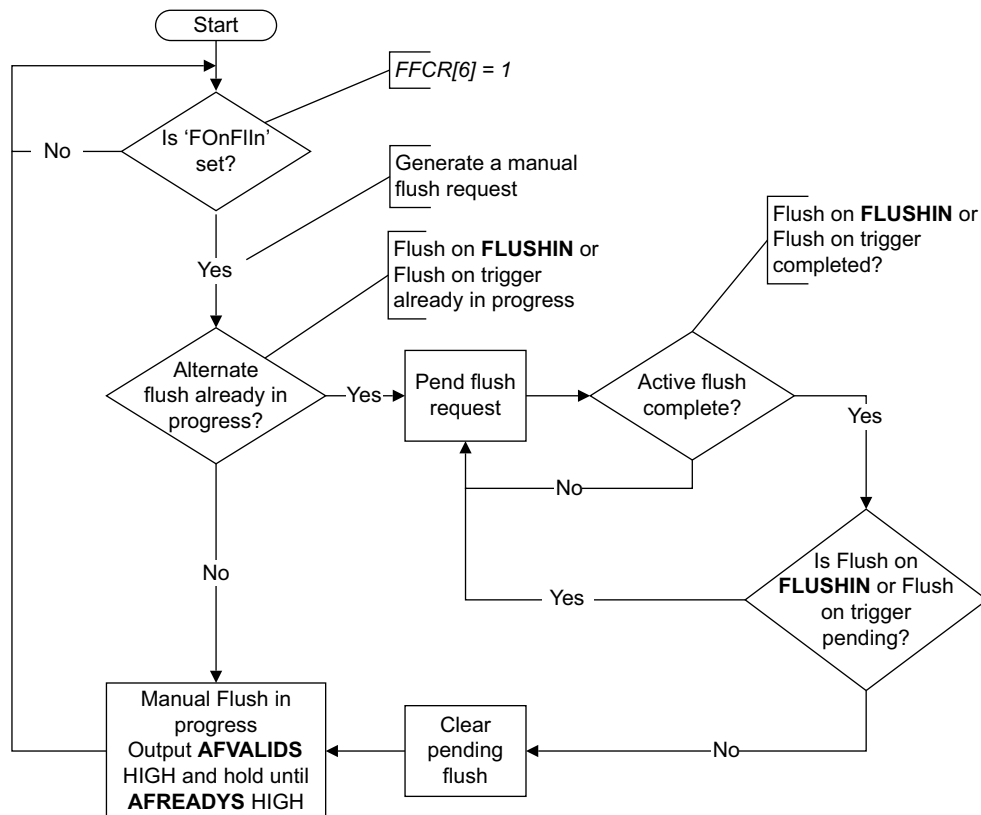 Start
FFCR[6] = 1
Is ‘FOnFlIn’
set?
No
Generate a manual
flush request
Yes
Flush on FLUSHIN or
Flush on trigger
already in progress
Flush on FLUSHIN or
Flush on trigger
completed?
Alternate
flush already in
progress?
Yes
Pend flush
request
Active flush
complete?
Yes
No
No
Is Flush on
FLUSHIN or Flush
on trigger
pending?
Yes
Manual Flush in
progress
Output AFVALIDS
HIGH and hold until
AFREADYS HIGH
Clear
pending
flush
No